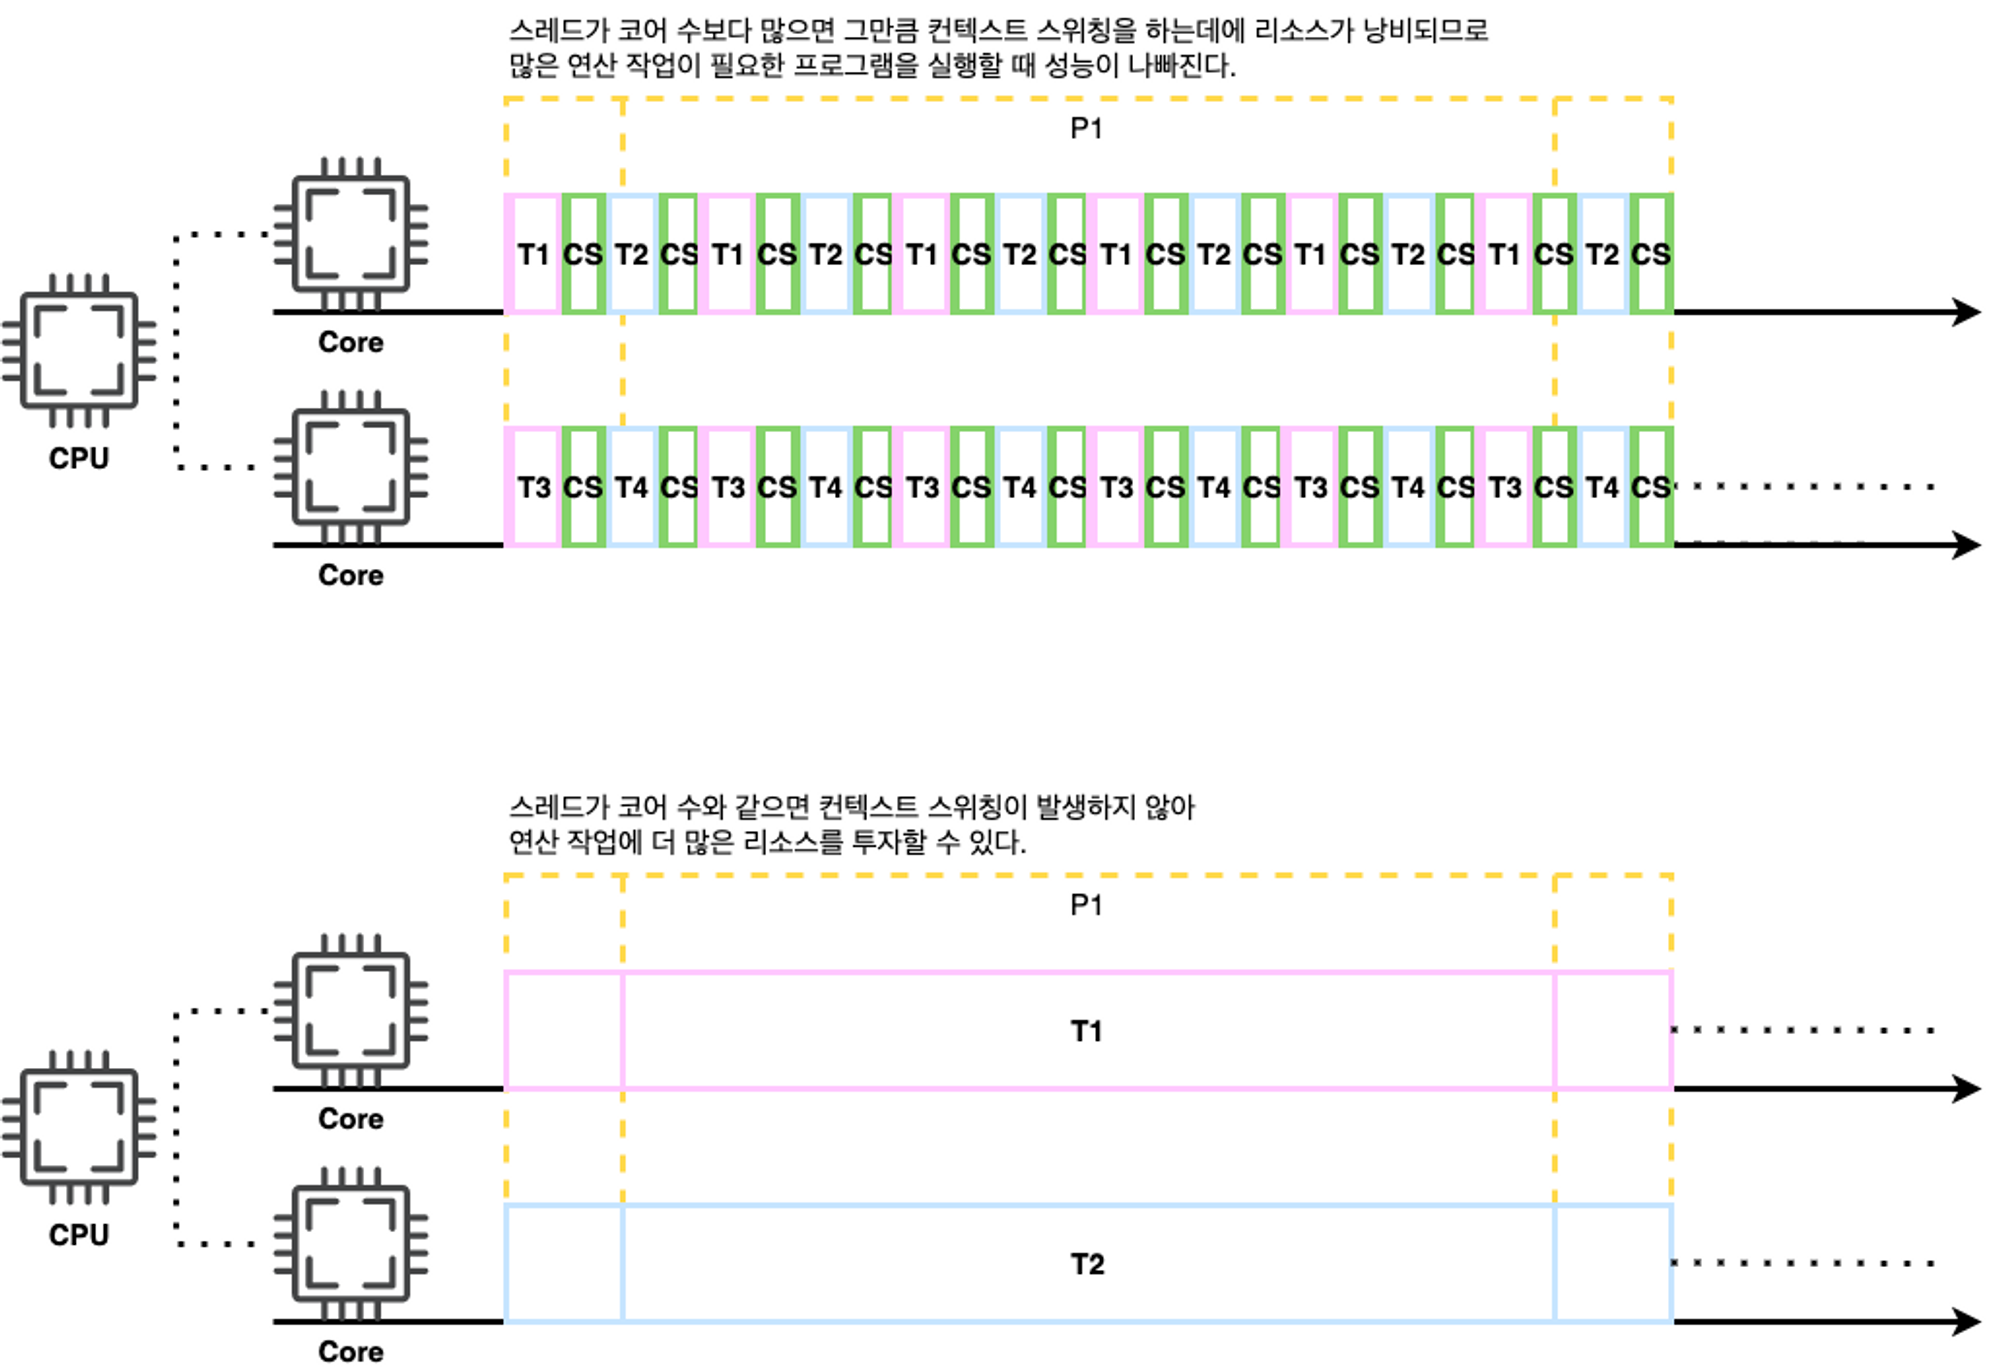 스레드가 코어 수보다 많으면 그만큼 컨텍스트 스위칭을 하는데에 리소스가 낭비되므로
많은 연산 작업이 필요한 프로그램을 실행할 때 성능이 나빠진다.
P1
T1 CS T2 CS T1 CS T2 CS T1 CS T2 CS T1 CS T2 CS T1 CS T2 CS T1 CS T2 CS
Core
CPU
T3 CS T4 CS T3 CS T4 CS T3 CS T4 CS T3 CS T4 CS T3 CS T4 CS T3 CS T4 CS
Core
스레드가 코어 수와 같으면 컨텍스트 스위칭이 발생하지 않아
연산 작업에 더 많은 리소스를 투자할 수 있다.
P1
T1
Core
CPU
T2
Core